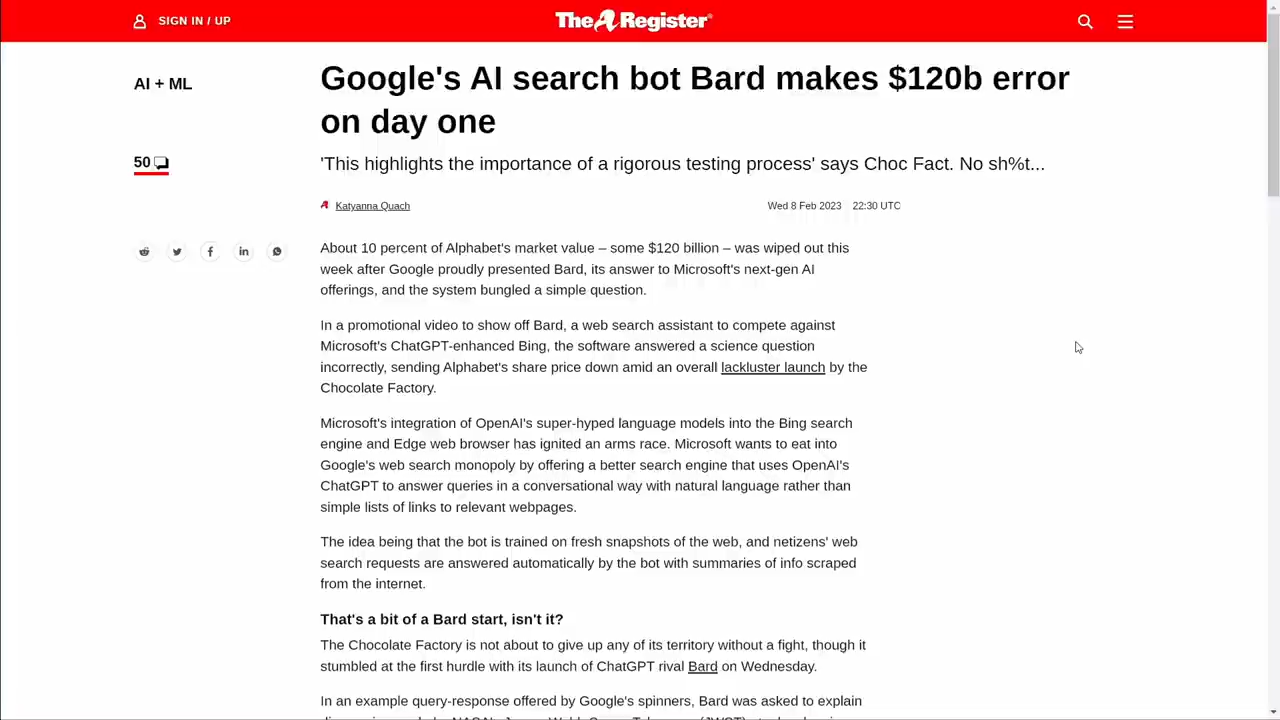 SIGN IN / UP
The Register®
AI + ML
Google's AI search bot Bard makes $120b error
on day one
50
'This highlights the importance of a rigorous testing process' says Choc Fact. No sh%t...
Katyanna Quach
Wed 8 Feb 2023 22:30 UTC
About 10 percent of Alphabet's market value – some $120 billion – was wiped out this
week after Google proudly presented Bard, its answer to Microsoft's next-gen AI
offerings, and the system bungled a simple question.
In a promotional video to show off Bard, a web search assistant to compete against
Microsoft's ChatGPT-enhanced Bing, the software answered a science question
incorrectly, sending Alphabet's share price down amid an overall lackluster launch by the
Chocolate Factory.
Microsoft's integration of OpenAI's super-hyped language models into the Bing search
engine and Edge web browser has ignited an arms race. Microsoft wants to eat into
Google's web search monopoly by offering a better search engine that uses OpenAI's
ChatGPT to answer queries in a conversational way with natural language rather than
simple lists of links to relevant webpages.
The idea being that the bot is trained on fresh snapshots of the web, and netizens' web
search requests are answered automatically by the bot with summaries of info scraped
from the internet.
That's a bit of a Bard start, isn't it?
The Chocolate Factory is not about to give up any of its territory without a fight, though it
stumbled at the first hurdle with its launch of ChatGPT rival Bard on Wednesday.
In an example query-response offered by Google's spinners, Bard was asked to explain